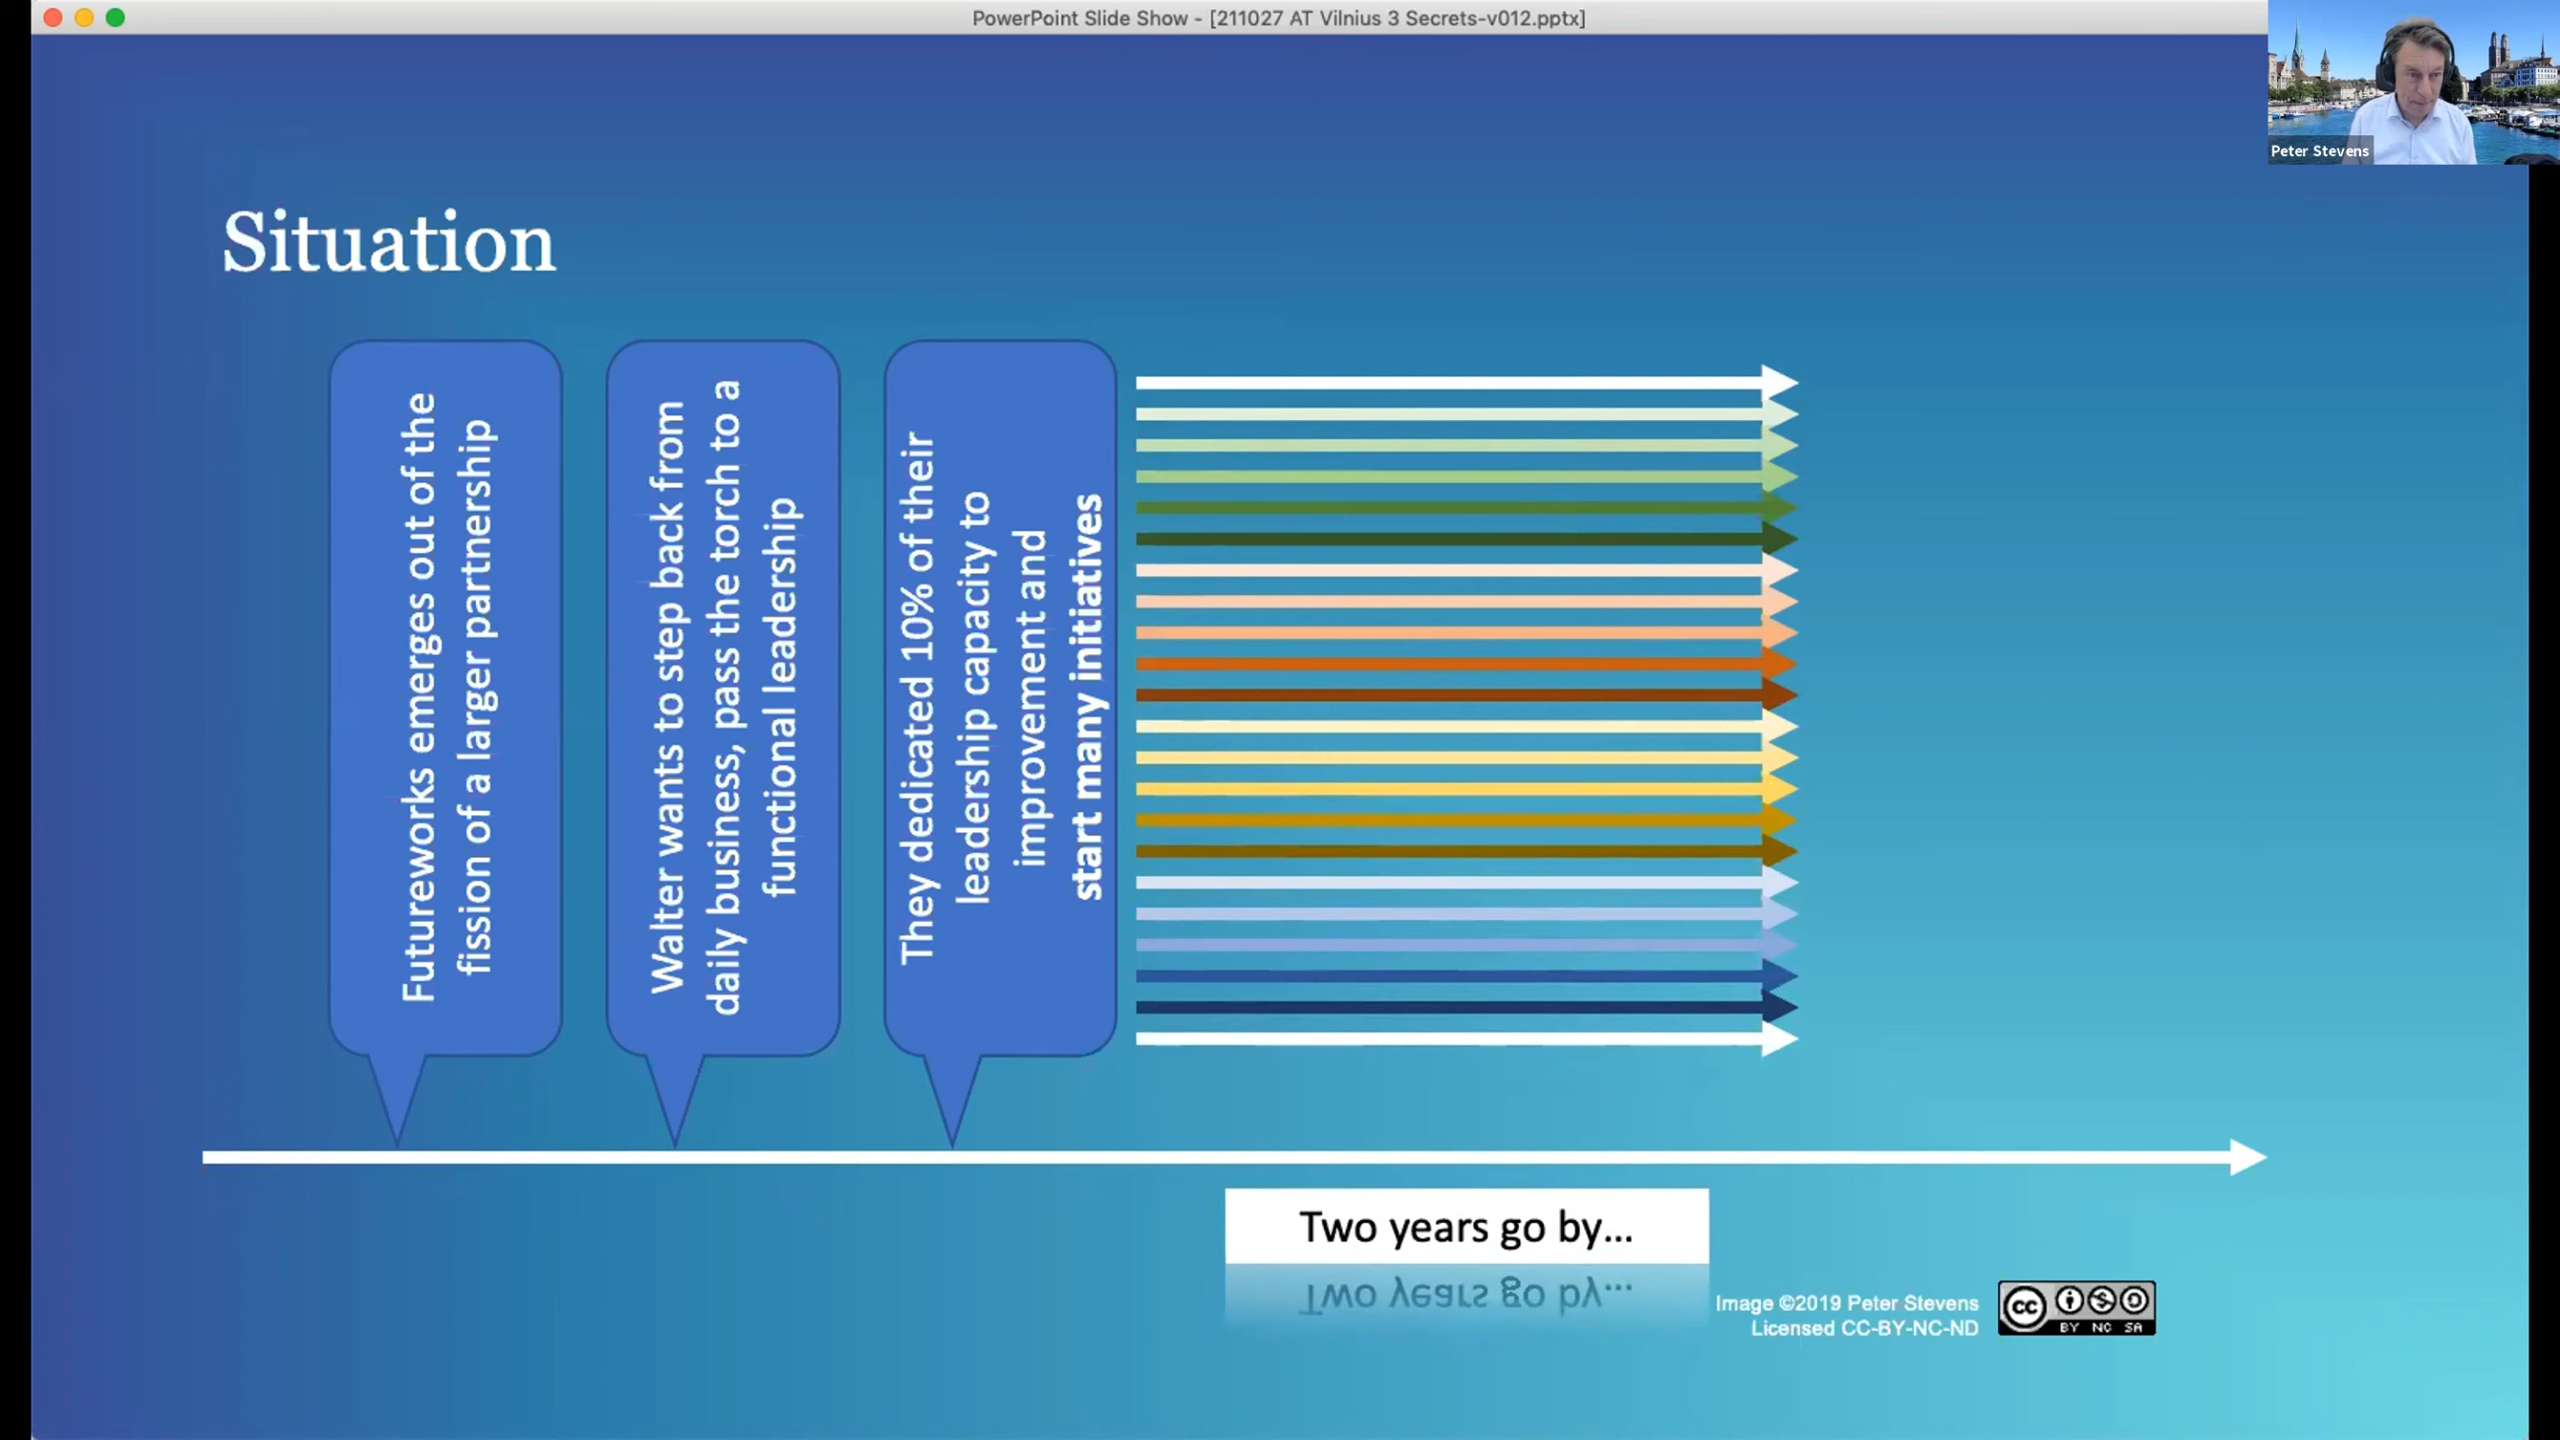 PowerPoint Slide Show - [211027 AT Vilnius 3 Secrets-v012.pptx]
Peter Stevens
Situation
Futureworks emerges out of the
fission of a larger partnership
Walter wants to step back from
daily business, pass the torch to a
functional leadership
They dedicated 10% of their
leadership capacity to
improvement and
start many initiatives
Two years go by...
Two years go by...
Image ©2019 Peter Stevens
Licensed CC-BY-NC-ND
cc
BY NC SA